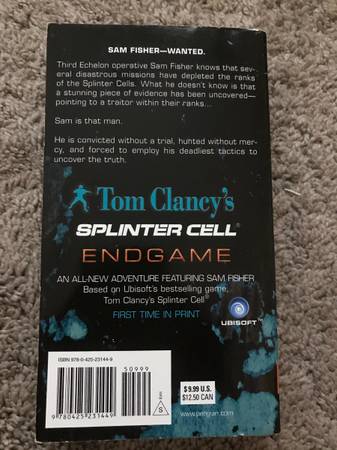 SAM FISHER—WANTED.
Third Echelon operative Sam Fisher knows that sev-
eral disastrous missions have depleted the ranks
of the Splinter Cells. What he doesn't know is that
a stunning piece of evidence has been uncovered—
pointing to a traitor within their ranks...
Sam is that man.
He is convicted without a trial, hunted without mer-
cy, and forced to employ his deadliest tactics to
uncover the truth.
Tom Clancy's
SPLINTER CELL®
ENDGAME
AN ALL-NEW ADVENTURE FEATURING SAM FISHER
Based on Ubisoft's bestselling game,
Tom Clancy's Splinter Cell®
FIRST TIME IN PRINT
UBISOFT™
ISBN 978-0-425-23144-9
50999
9 780425 231449
S
$9.99 U.S.
$12.50 CAN
www.penguin.com